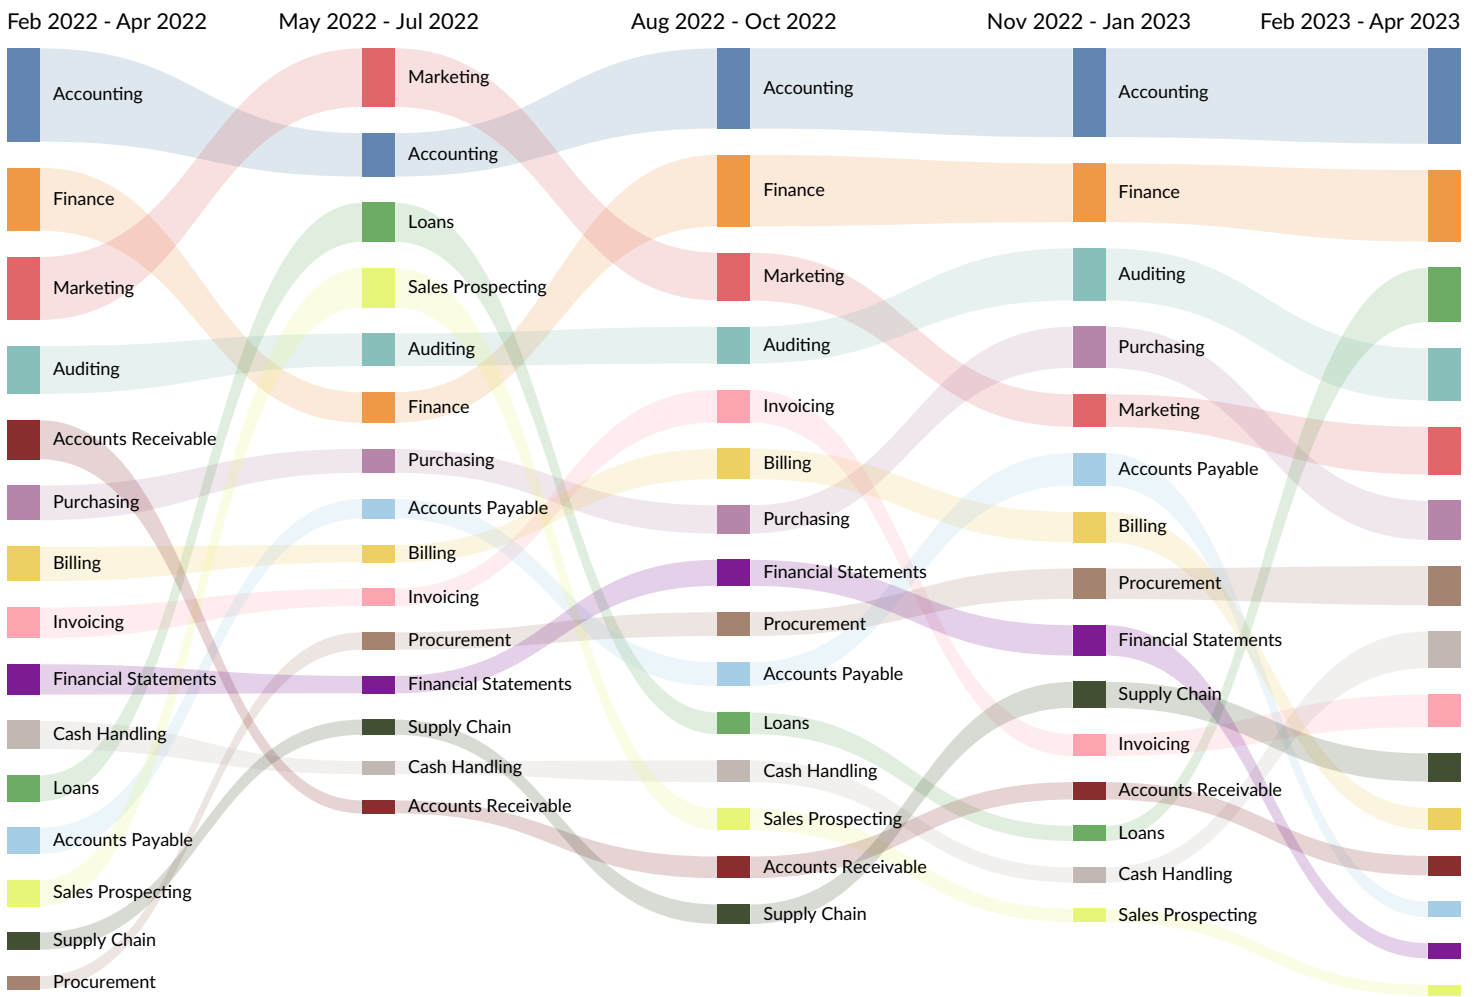 Feb 2022 - Apr 2022
May 2022 - Jul 2022
Aug 2022 - Oct 2022
Nov 2022 - Jan 2023
Feb 2023 - Apr 2023
Accounting
Finance
Marketing
Auditing
Accounts Receivable
Purchasing
Billing
Invoicing
Financial Statements
Cash Handling
Loans
Accounts Payable
Sales Prospecting
Supply Chain
Procurement
Marketing
Accounting
Loans
Sales Prospecting
Auditing
Finance
Purchasing
Accounts Payable
Billing
Invoicing
Procurement
Financial Statements
Supply Chain
Cash Handling
Accounts Receivable
Accounting
Finance
Marketing
Auditing
Invoicing
Billing
Purchasing
Financial Statements
Procurement
Accounts Payable
Loans
Cash Handling
Sales Prospecting
Accounts Receivable
Supply Chain
Accounting
Finance
Auditing
Purchasing
Marketing
Accounts Payable
Billing
Procurement
Financial Statements
Supply Chain
Invoicing
Accounts Receivable
Loans
Cash Handling
Sales Prospecting